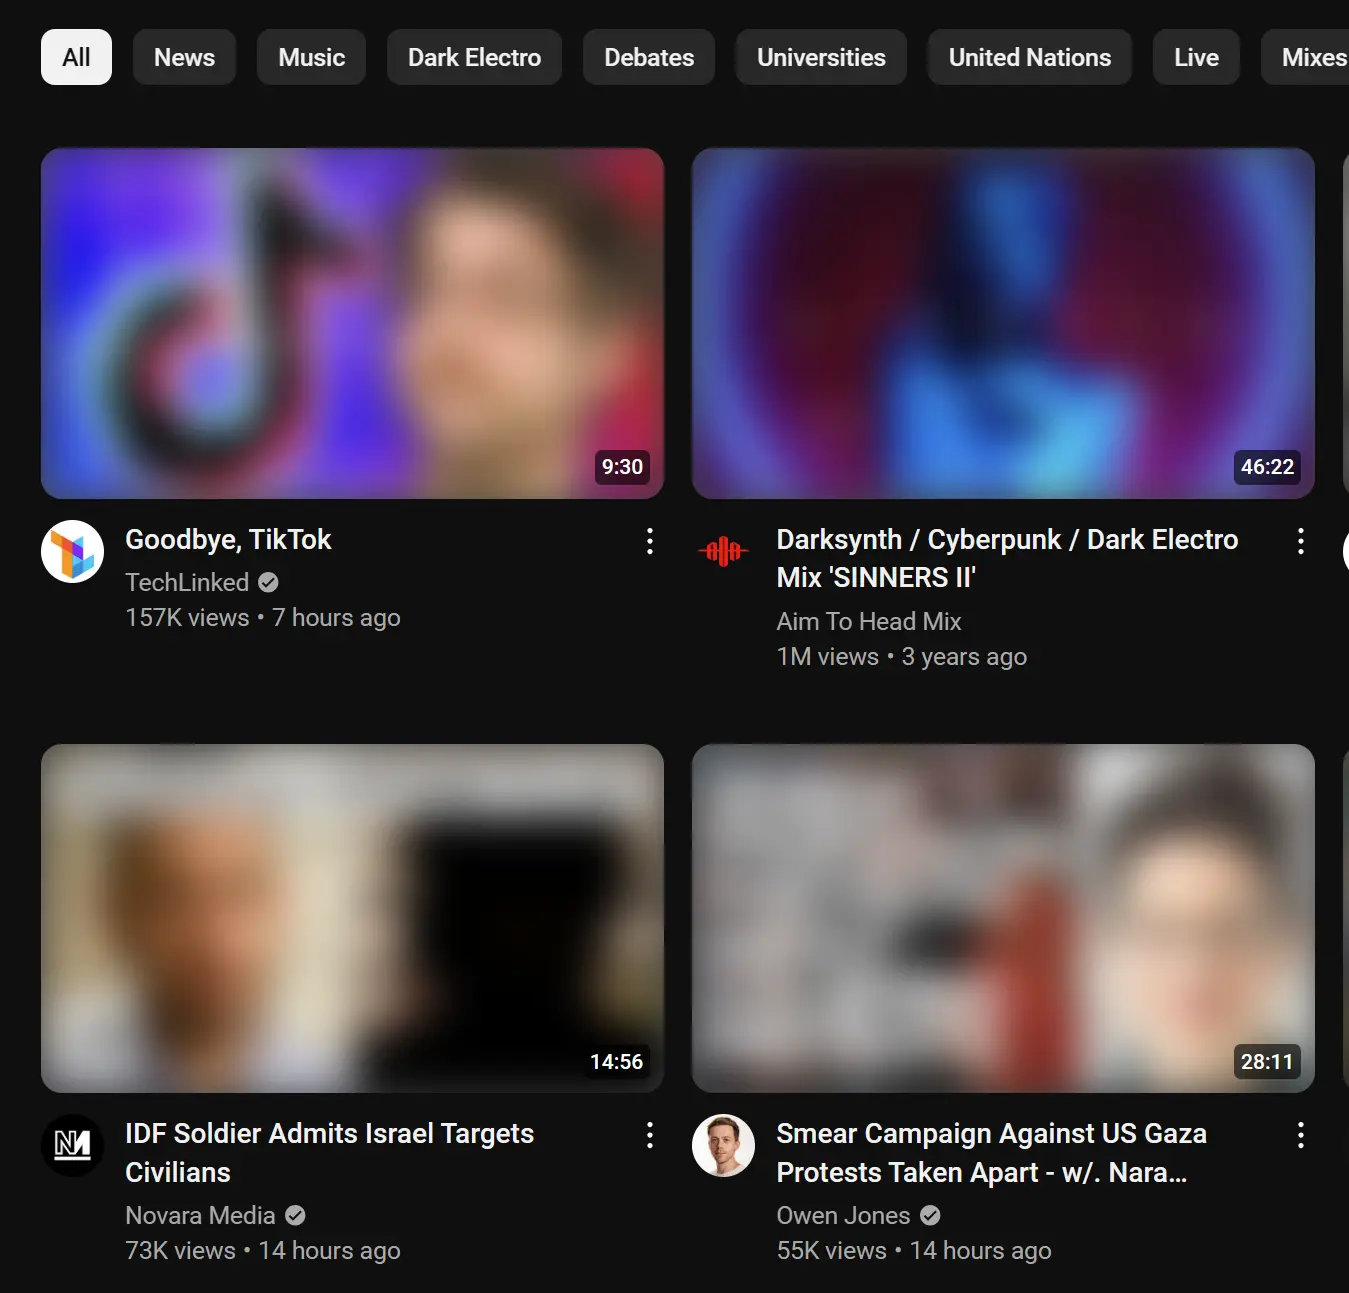 All
News
Music
Dark Electro
Debates
Universities
United Nations
Live
Mixes
9:30
46:22
Goodbye, TikTok
TechLinked
157K views • 7 hours ago
Darksynth / Cyberpunk / Dark Electro
Mix 'SINNERS II'
Aim To Head Mix
1M views • 3 years ago
14:56
28:11
NM
IDF Soldier Admits Israel Targets
Civilians
Novara Media
73K views • 14 hours ago
Smear Campaign Against US Gaza
Protests Taken Apart - w/. Nara...
Owen Jones
55K views • 14 hours ago